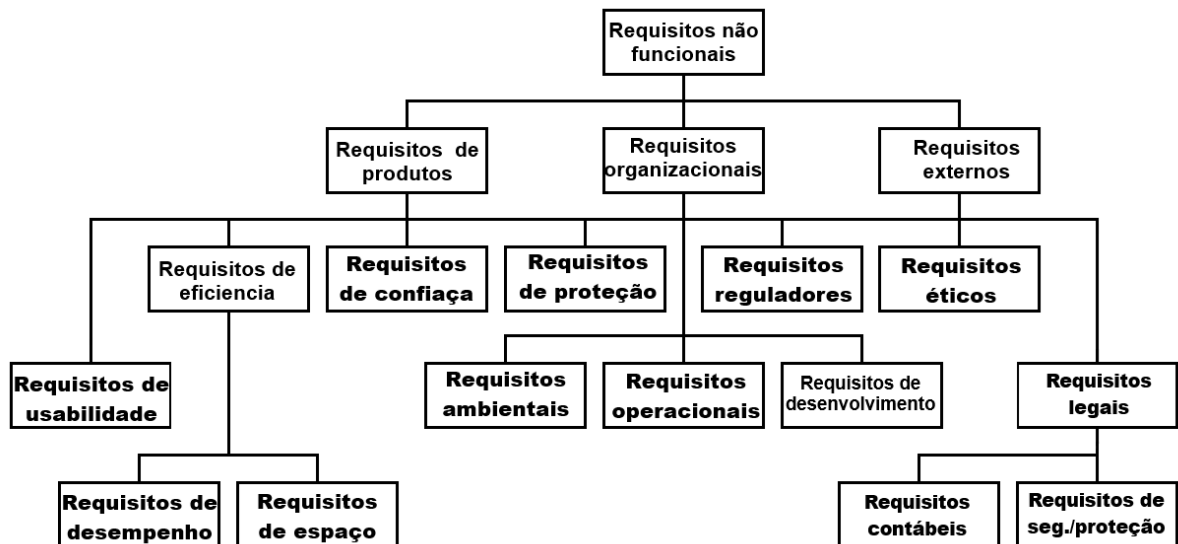 Requisitos não
funcionais
Requisitos de
produtos
Requisitos
organizacionais
Requisitos
externos
Requisitos de
eficiencia
Requisitos
de confiaça
Requisitos
de proteção
Requisitos
reguladores
Requisitos
éticos
Requisitos de
usabilidade
Requisitos
ambientais
Requisitos
operacionais
Requisitos de
desenvolvimento
Requisitos
legais
Requisitos de
desempenho
Requisitos
de espaço
Requisitos
contábeis
Requisitos de
seg./proteção